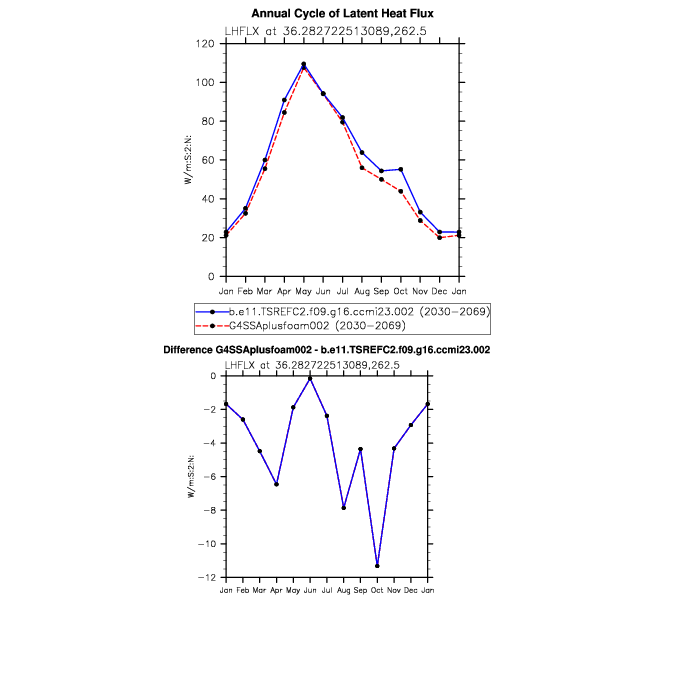 Annual Cycle of Latent Heat Flux
LHFLX at 36.282722513089,262.5
120
100
80
60
40
20
0
W/m:S:2:N:
Jan Feb Mar Apr May Jun Jul Aug Sep Oct Nov Dec Jan
b.e11.TSREFC2.f09.g16.ccmi23.002 (2030-2069)
G4SSAplusfoam002 (2030-2069)
Difference G4SSAplusfoam002 - b.e11.TSREFC2.f09.g16.ccmi23.002
LHFLX at 36.282722513089,262.5
0
-2
-4
-6
-8
-10
-12
W/m:S:2:N:
Jan Feb Mar Apr May Jun Jul Aug Sep Oct Nov Dec Jan